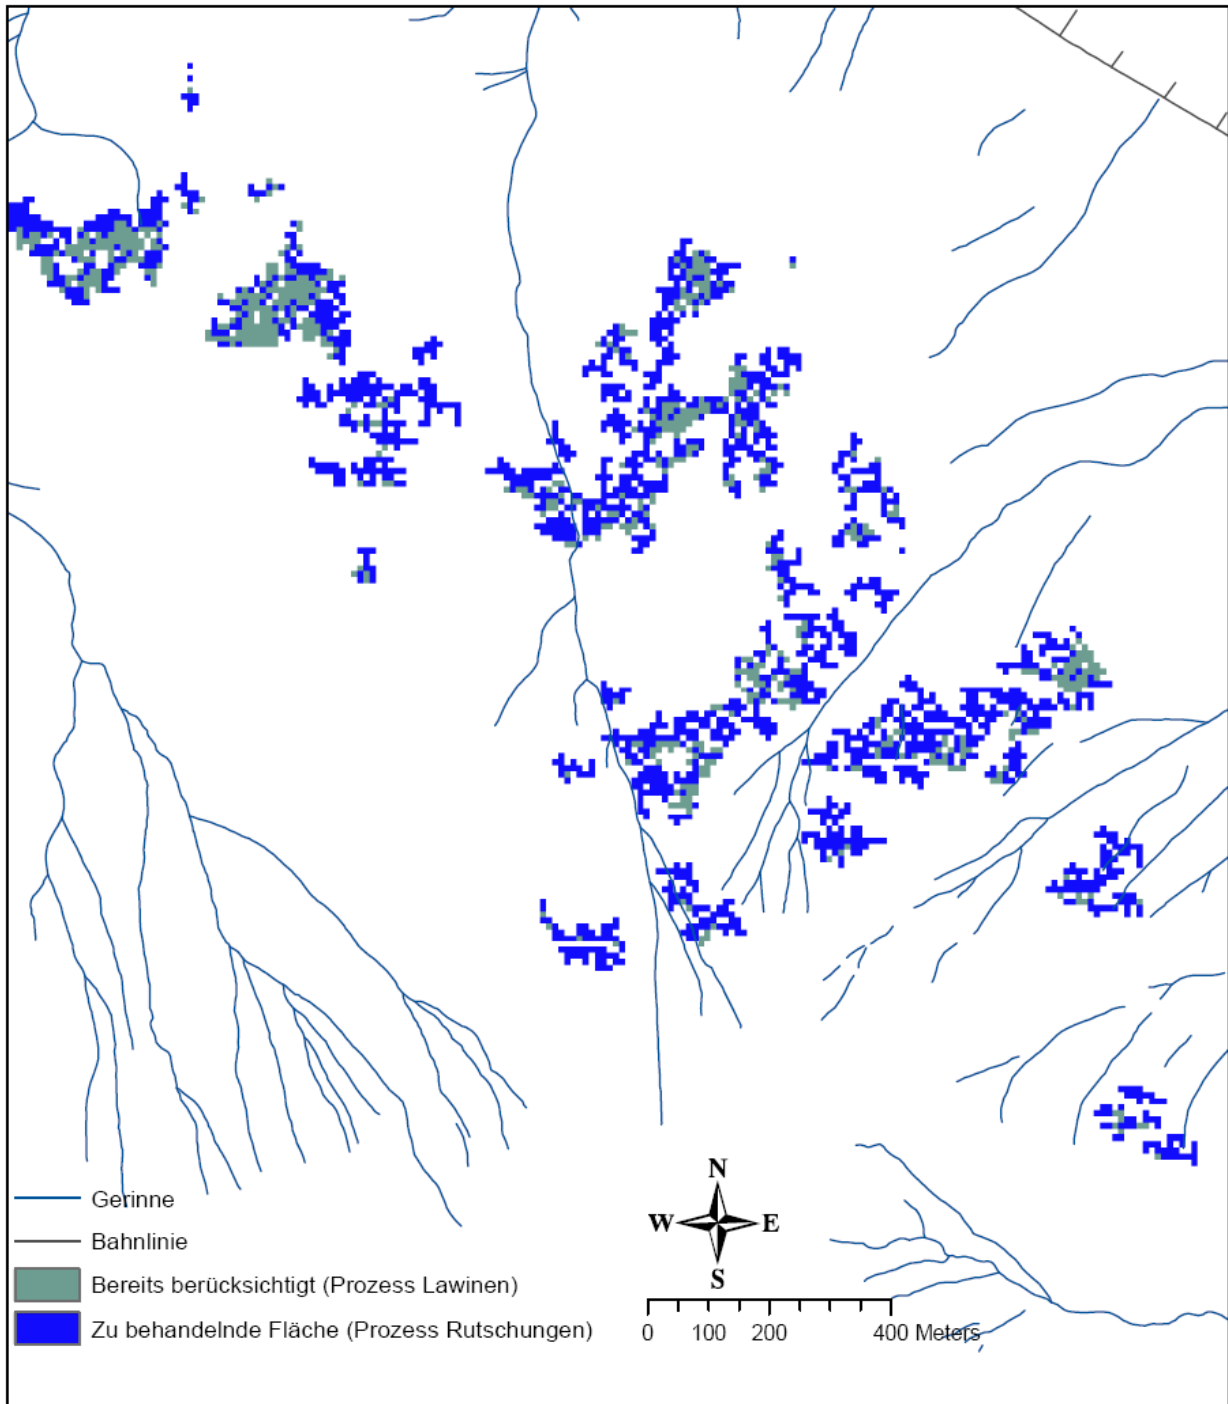 Gerinne
Bahnlinie
Bereits berücksichtigt (Prozess Lawinen)
Zu behandelnde Fläche (Prozess Rutschungen)
N
W E
S
0 100 200 400 Meters